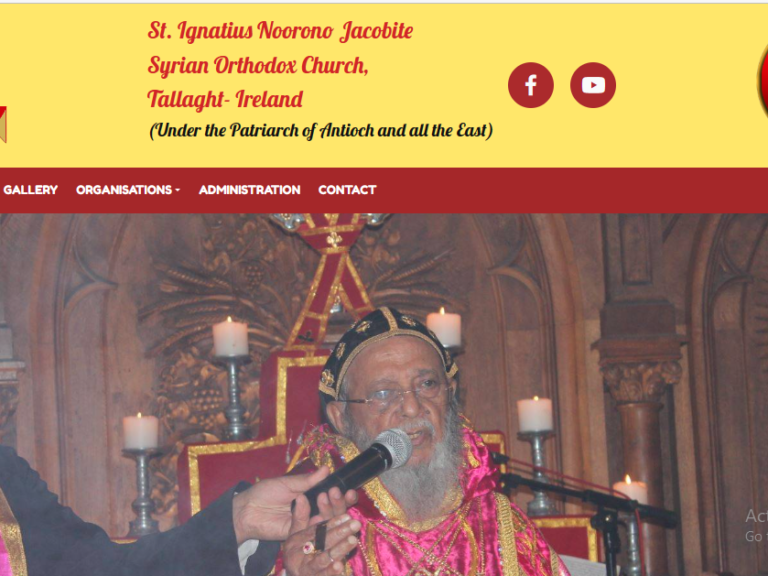 St. Ignatius Noorono Jacobite
Syrian Orthodox Church,
Tallaght- Ireland
(Under the Patriarch of Antioch and all the East)
GALLERY ORGANISATIONS ADMINISTRATION CONTACT
Go